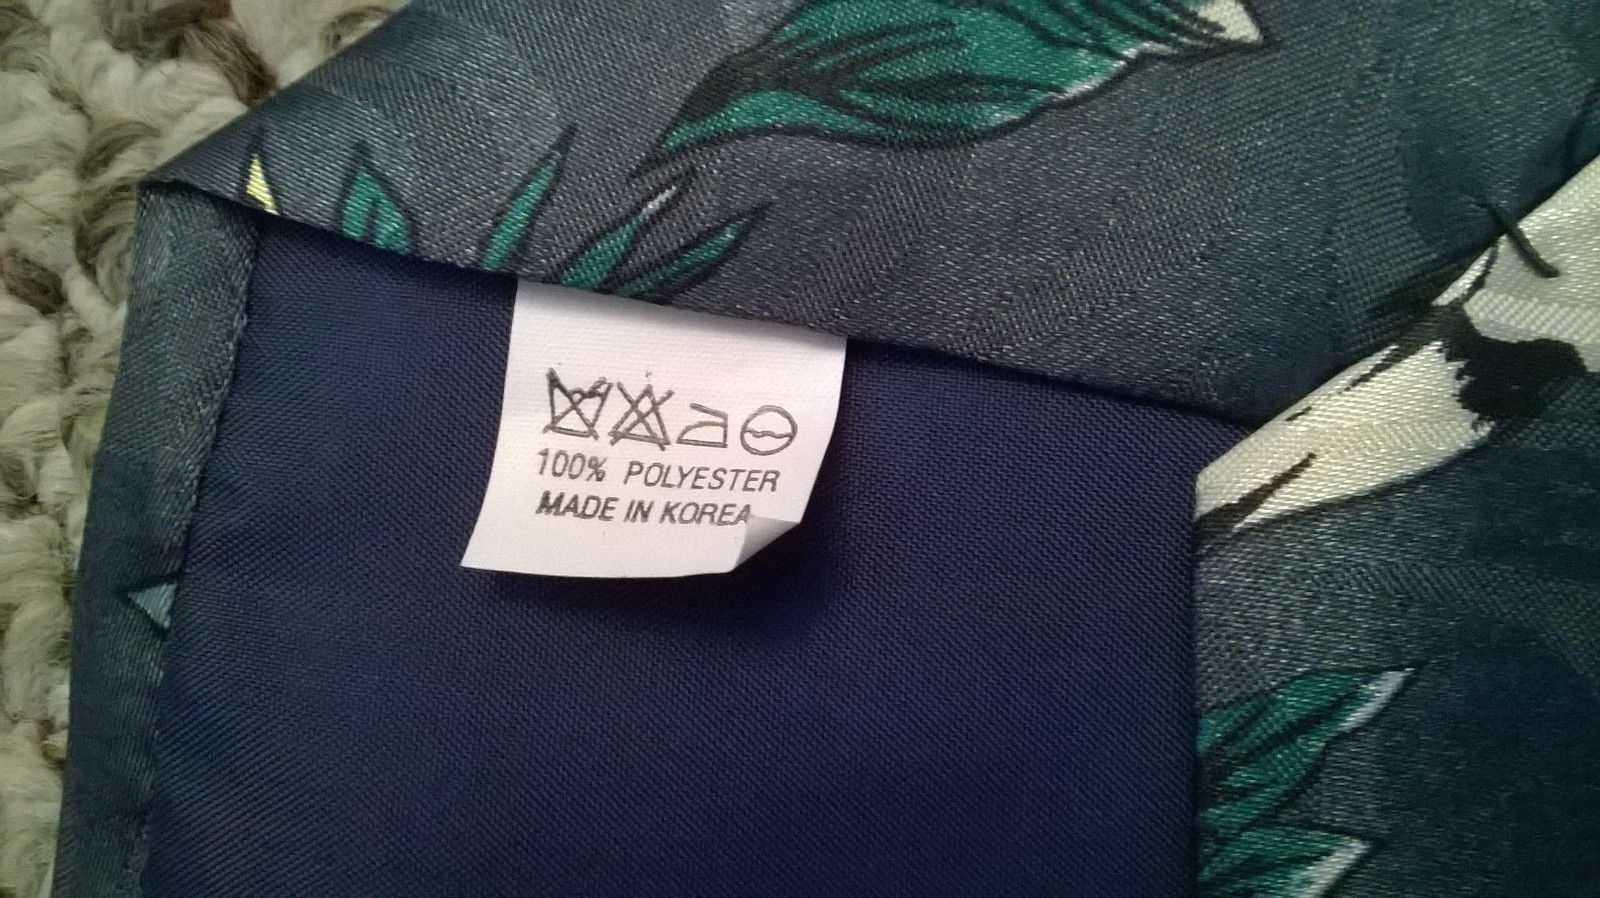 100% POLYESTER
MADE IN KOREA